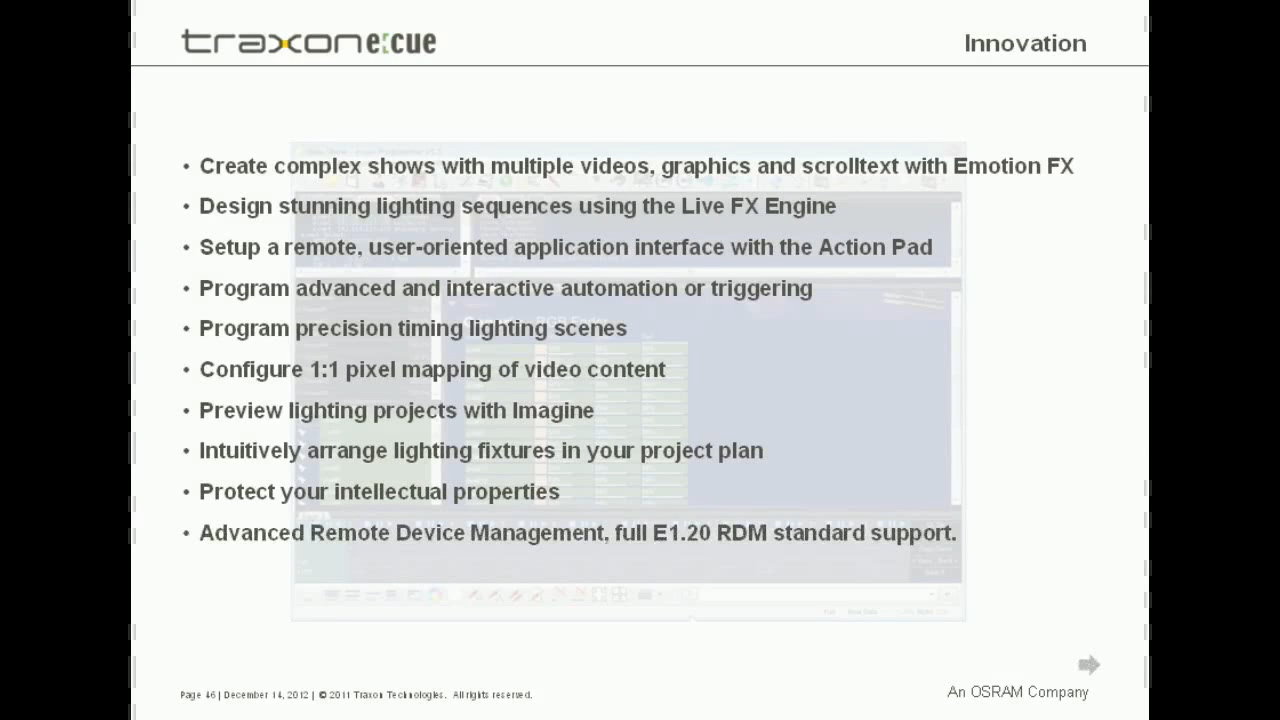 traxon e:cue
Innovation
• Create complex shows with multiple videos, graphics and scrolltext with Emotion FX
• Design stunning lighting sequences using the Live FX Engine
• Setup a remote, user-oriented application interface with the Action Pad
• Program advanced and interactive automation or triggering
• Program precision timing lighting scenes
• Configure 1:1 pixel mapping of video content
• Preview lighting projects with Imagine
• Intuitively arrange lighting fixtures in your project plan
• Protect your intellectual properties
• Advanced Remote Device Management, full E1.20 RDM standard support.
Page 46 | December 14, 2012 | © 2011 Traxon Technologies. All rights reserved.
An OSRAM Company